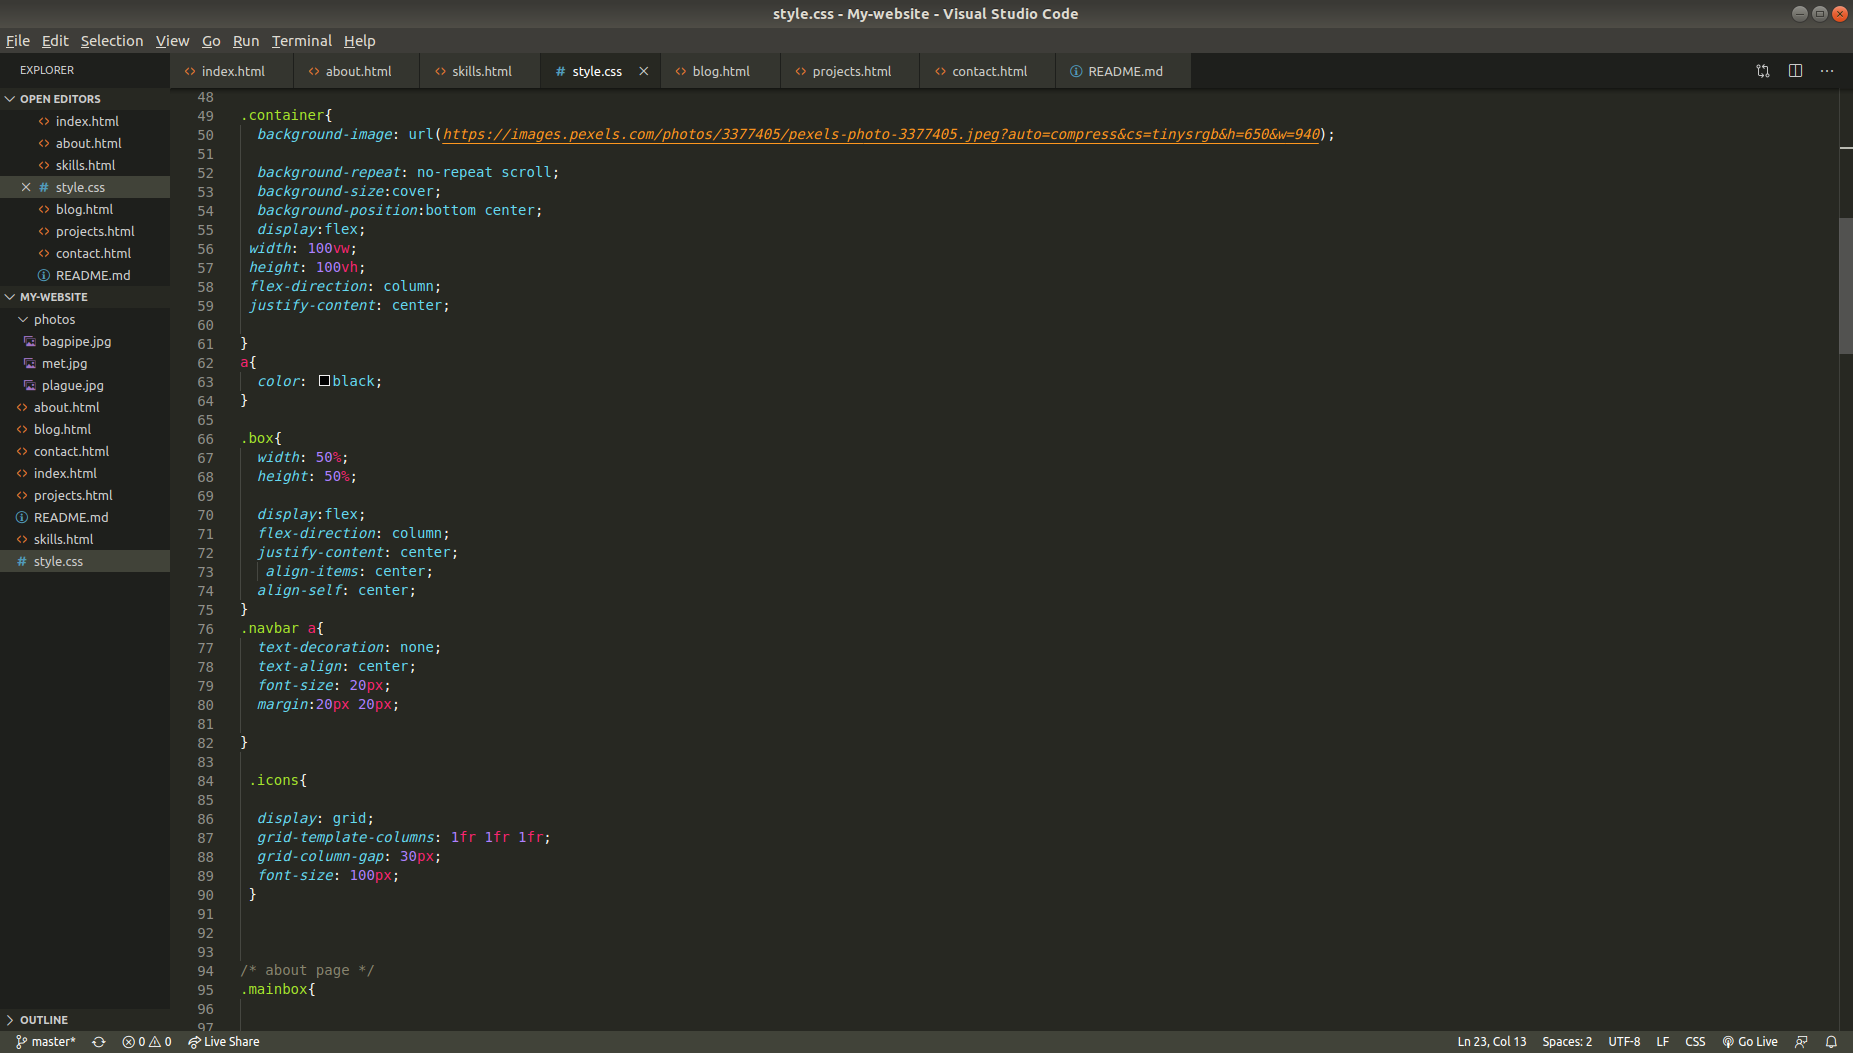 style.css - My-website - Visual Studio Code
File Edit Selection View Go Run Terminal Help
EXPLORER
index.html about.html skills.html # style.css blog.html projects.html contact.html README.md
OPEN EDITORS
index.html
about.html
skills.html
# style.css
blog.html
projects.html
contact.html
README.md
MY-WEBSITE
photos
bagpipe.jpg
met.jpg
plague.jpg
about.html
blog.html
contact.html
index.html
projects.html
README.md
skills.html
# style.css
OUTLINE
48
49 .container{
50 background-image: url(https://images.pexels.com/photos/3377405/pexels-photo-3377405.jpeg?auto=compress&cs=tinysrgb&h=650&w=940);
51
52 background-repeat: no-repeat scroll;
53 background-size:cover;
54 background-position:bottom center;
55 display:flex;
56 width: 100vw;
57 height: 100vh;
58 flex-direction: column;
59 justify-content: center;
60
61 }
62 a{
63 color: black;
64 }
65
66 .box{
67 width: 50%;
68 height: 50%;
69
70 display:flex;
71 flex-direction: column;
72 justify-content: center;
73 align-items: center;
74 align-self: center;
75 }
76 .navbar a{
77 text-decoration: none;
78 text-align: center;
79 font-size: 20px;
80 margin:20px 20px;
81
82 }
83
84 .icons{
85
86 display: grid;
87 grid-template-columns: 1fr 1fr 1fr;
88 grid-column-gap: 30px;
89 font-size: 100px;
90 }
91
92
93
94 /* about page */
95 .mainbox{
96
97
master* 0 0 Live Share Ln 23, Col 13 Spaces: 2 UTF-8 LF CSS Go Live